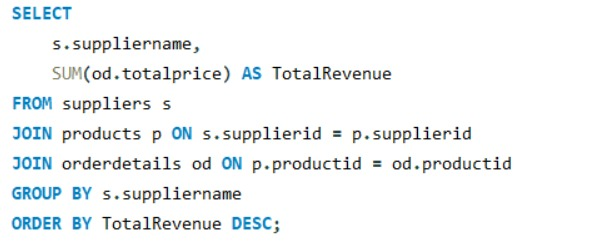 SELECT
    s.suppliername,
    SUM(od.totalprice) AS TotalRevenue
FROM suppliers s
JOIN products p ON s.supplierid = p.supplierid
JOIN orderdetails od ON p.productid = od.productid
GROUP BY s.suppliername
ORDER BY TotalRevenue DESC;